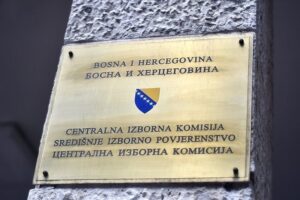 BOSNA I HERCEGOVINA
БОСНА И ХЕРЦЕГОВИНА
CENTRALNA IZBORNA KOMISIJA
SREDIŠNJE IZBORNO POVJERENSTVO
ЦЕНТРАЛНА ИЗБОРНА КОМИСИЈА